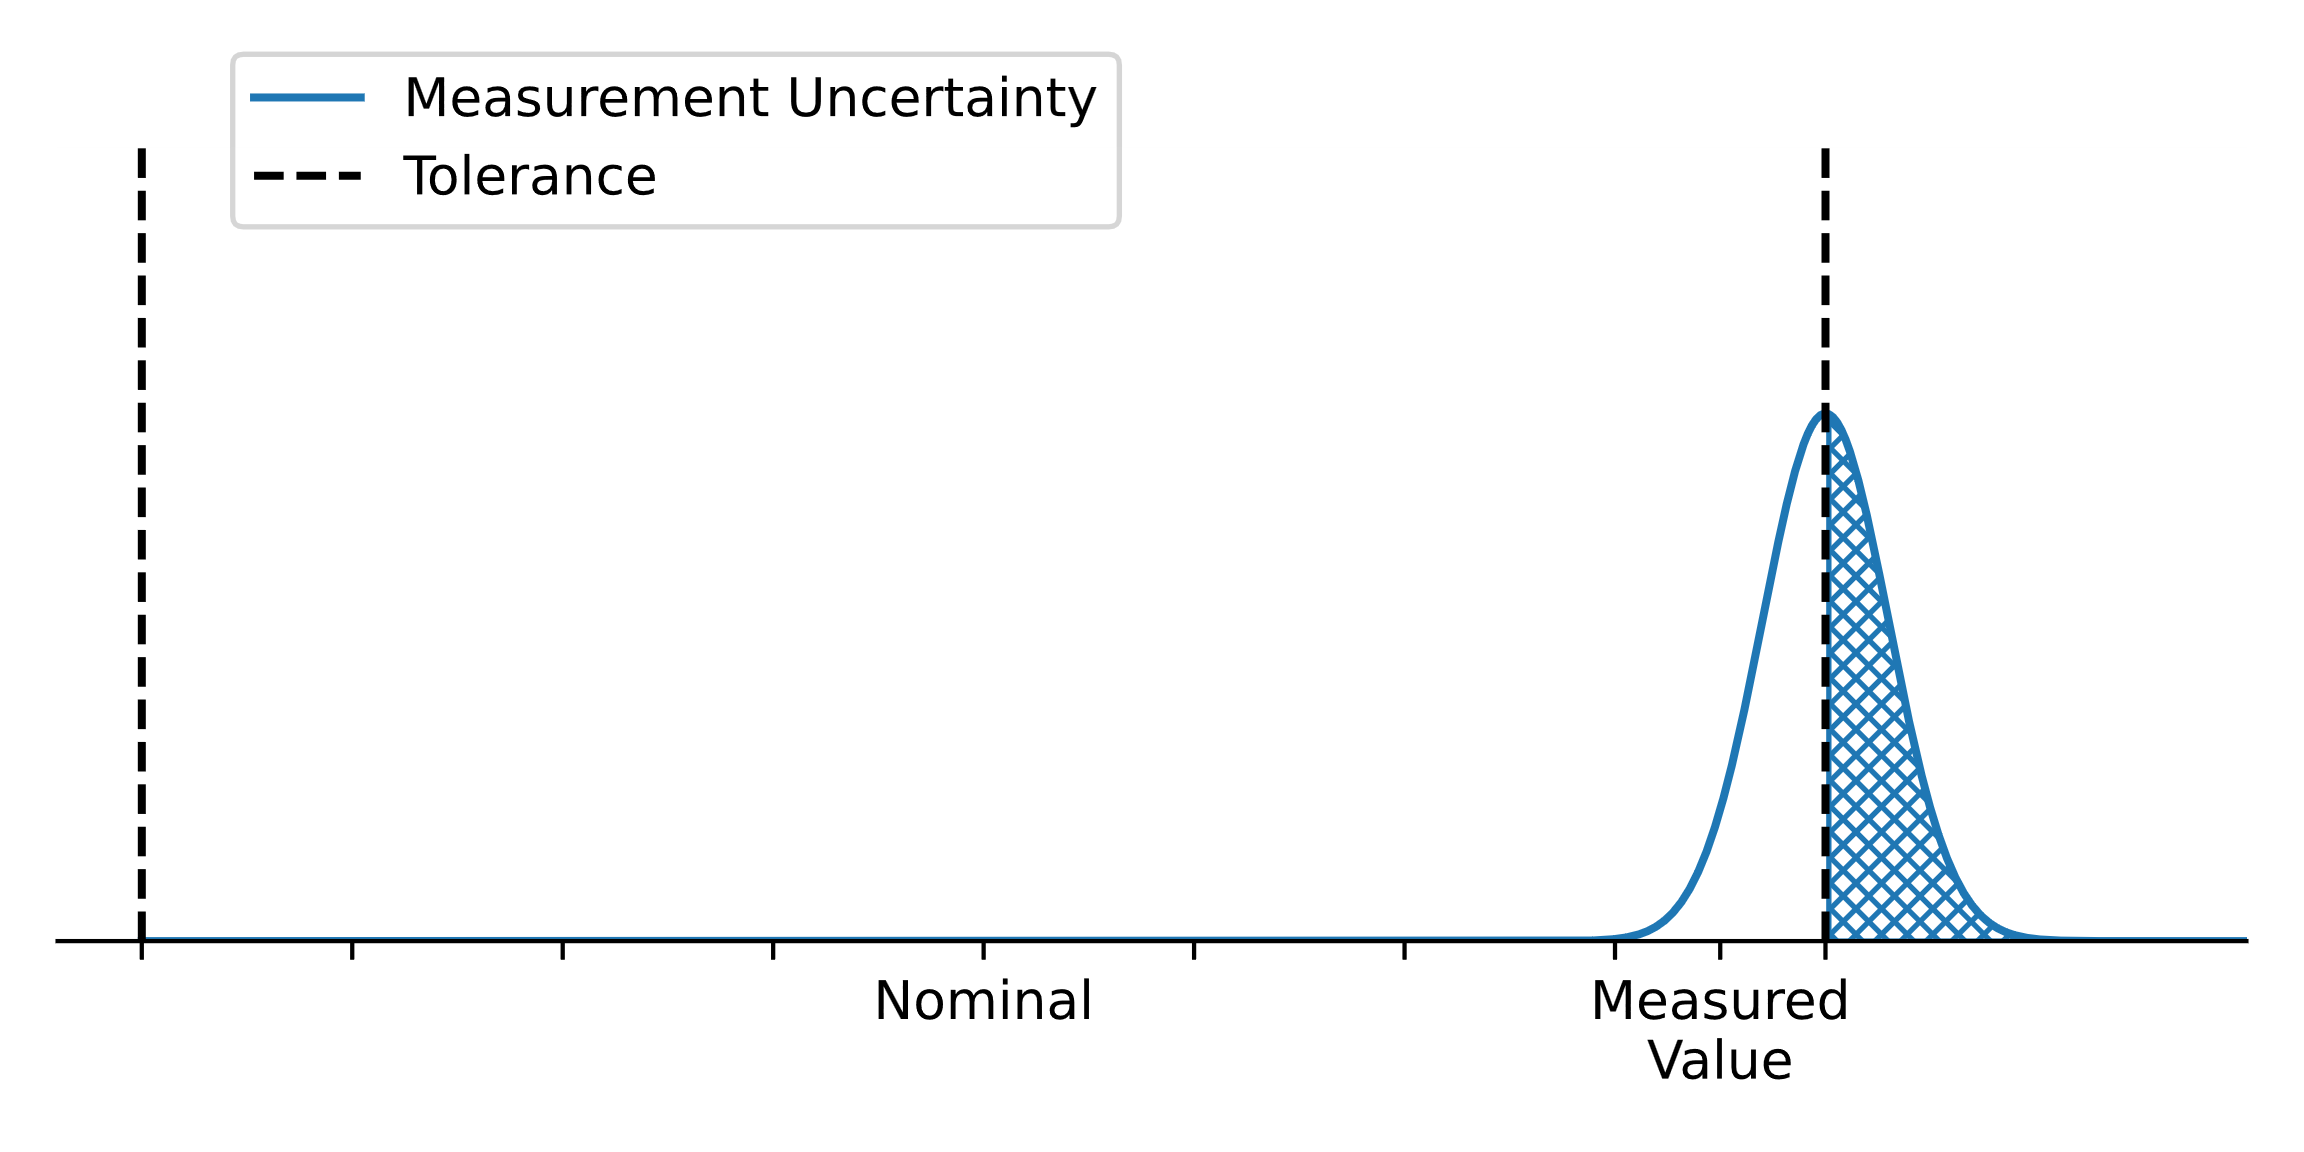 Measurement Uncertainty
Tolerance
Nominal
Measured
Value